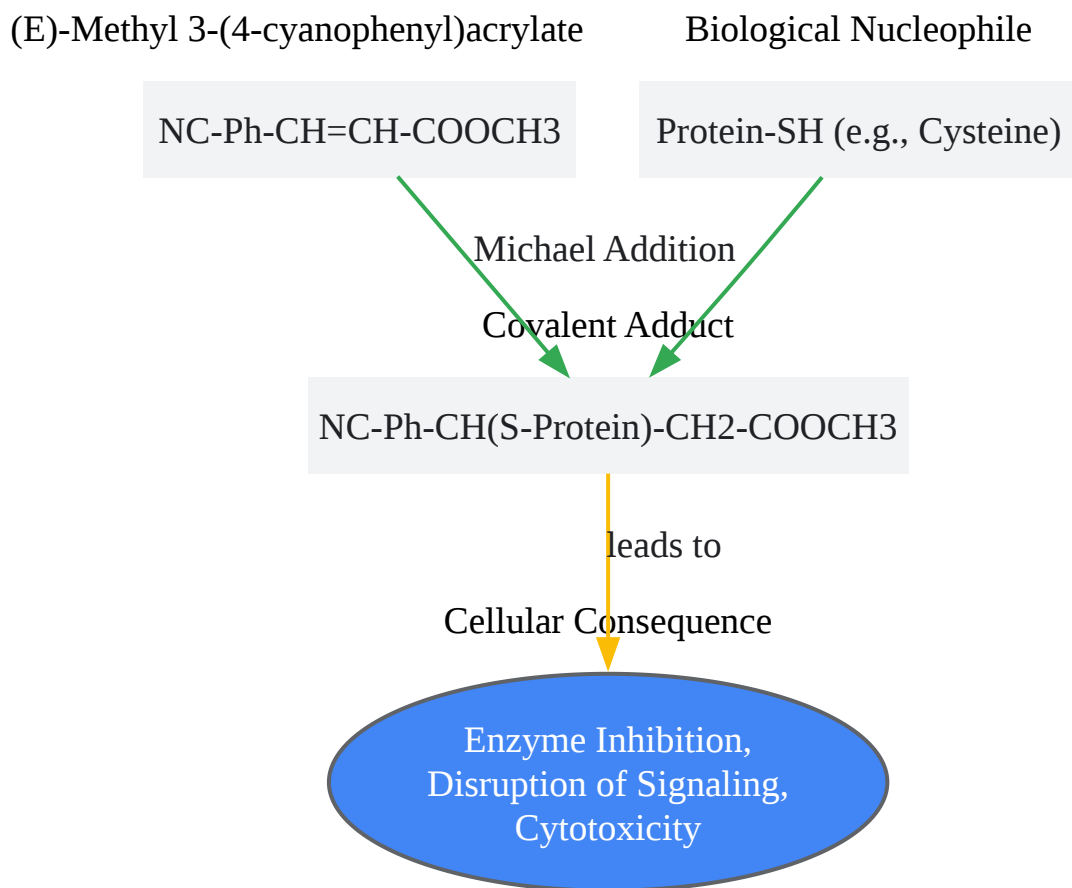 (E)-Methyl 3-(4-cyanophenyl)acrylate
Biological Nucleophile
NC-Ph-CH=CH-COOCH3
Protein-SH (e.g., Cysteine)
Michael Addition
Covalent Adduct
NC-Ph-CH(S-Protein)-CH2-COOCH3
leads to
Cellular Consequence
Enzyme Inhibition,
Disruption of Signaling,
Cytotoxicity